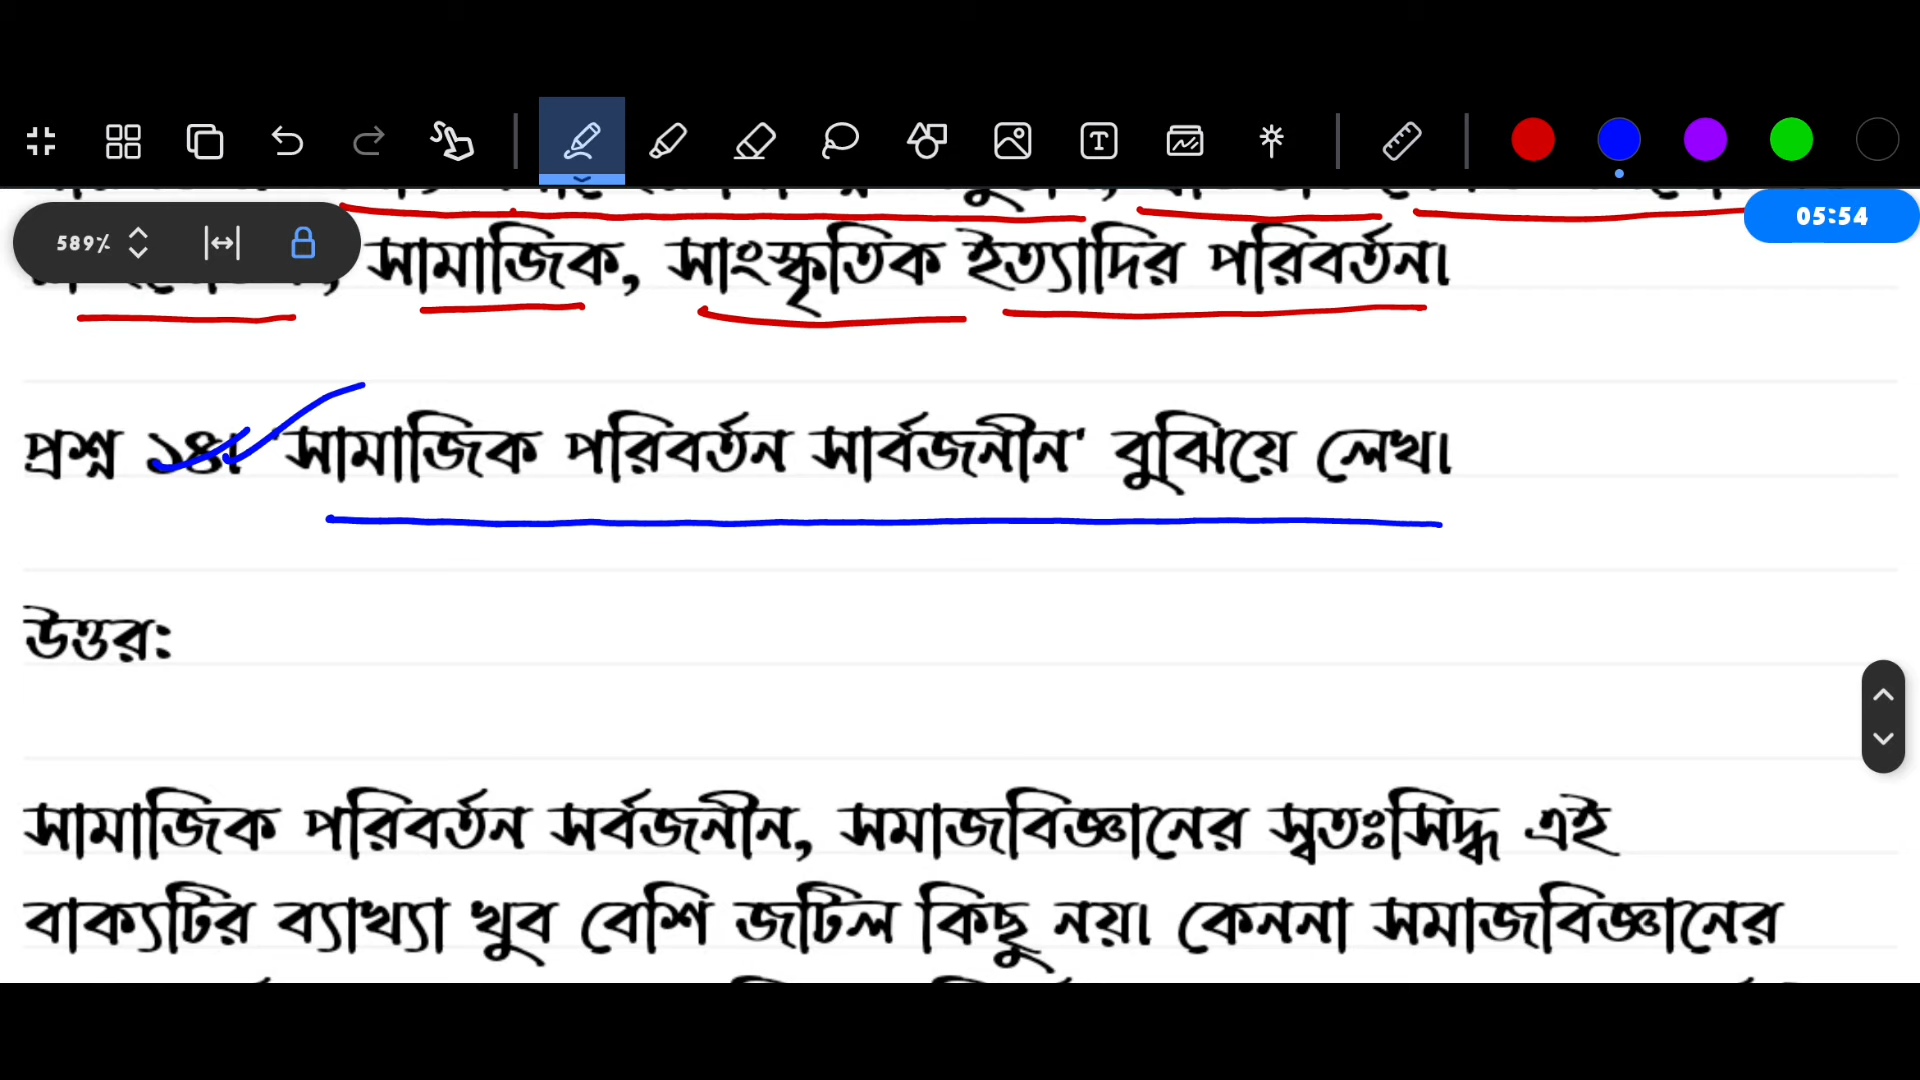 589%
05:54
সামাজিক, সাংস্কৃতিক ইত্যাদির পরিবর্তন।
প্রশ্ন ১৪। 'সামাজিক পরিবর্তন সার্বজনীন' বুঝিয়ে লেখ।
উত্তর:
সামাজিক পরিবর্তন সর্বজনীন, সমাজবিজ্ঞানের স্বতঃসিদ্ধ এই
বাক্যটির ব্যাখ্যা খুব বেশি জটিল কিছু নয়। কেননা সমাজবিজ্ঞানের